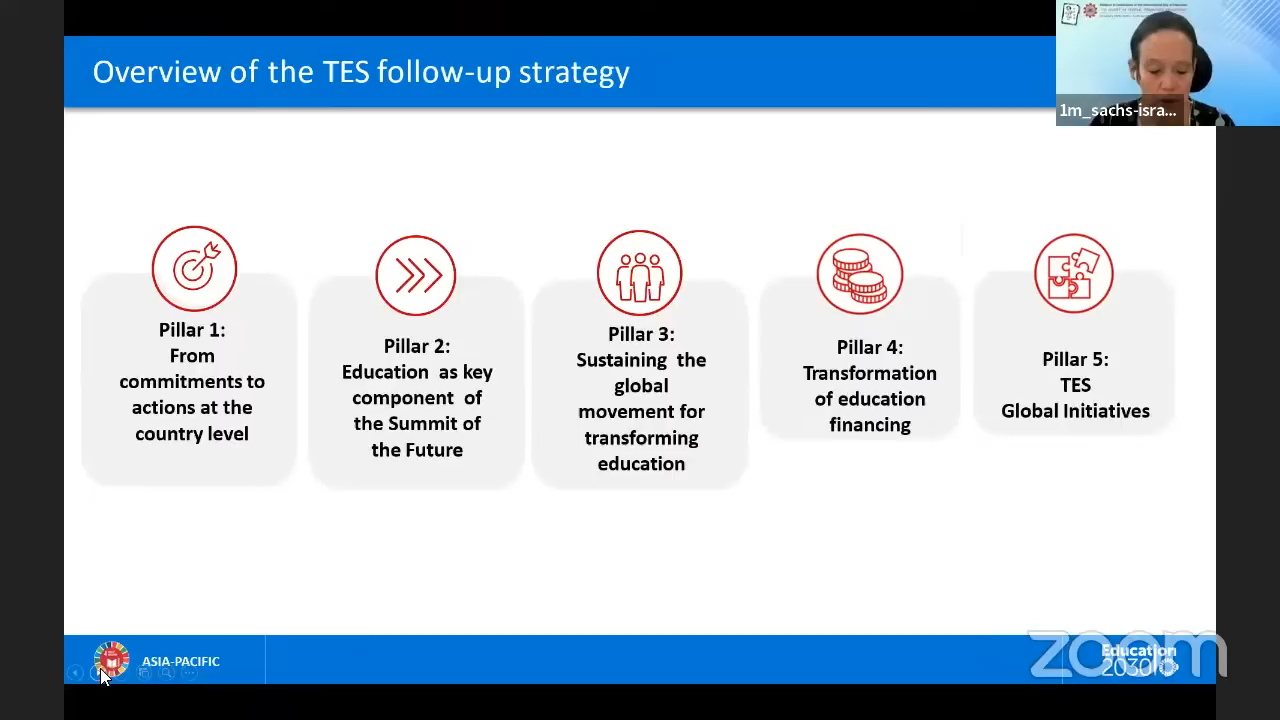 Overview of the TES follow-up strategy
1m_sachs-isra...
Pillar 1:
From
commitments to
actions at the
country level
Pillar 2:
Education as key
component of
the Summit of
the Future
Pillar 3:
Sustaining the
global
movement for
transforming
education
Pillar 4:
Transformation
of education
financing
Pillar 5:
TES
Global Initiatives
ASIA-PACIFIC
Education
2030
zoom